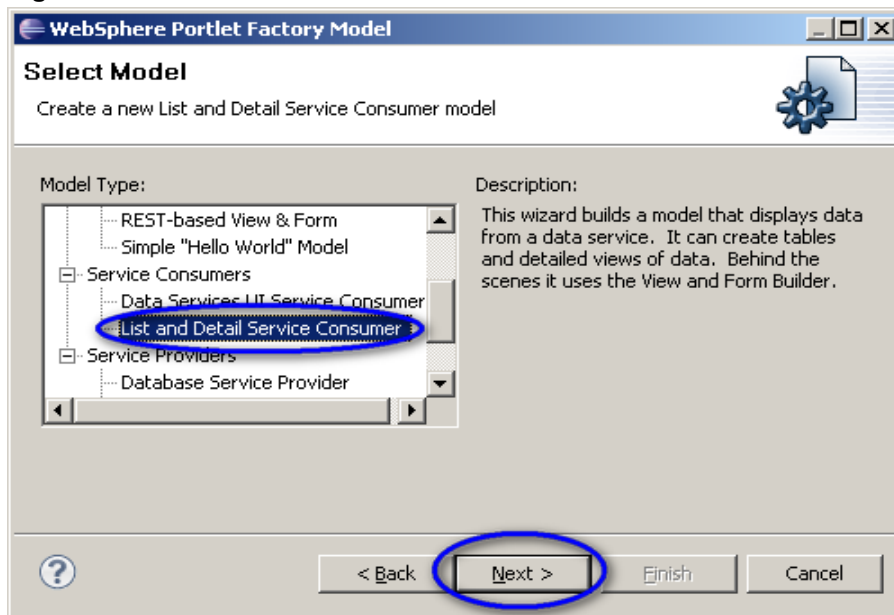 WebSphere Portlet Factory Model
Select Model
Create a new List and Detail Service Consumer model
Model Type:
REST-based View & Form
Simple "Hello World" Model
Service Consumers
Data Services UI Service Consumer
List and Detail Service Consumer
Service Providers
Database Service Provider
Description:
This wizard builds a model that displays data
from a data service. It can create tables
and detailed views of data. Behind the
scenes it uses the View and Form Builder.
?
< Back
Next >
Finish
Cancel